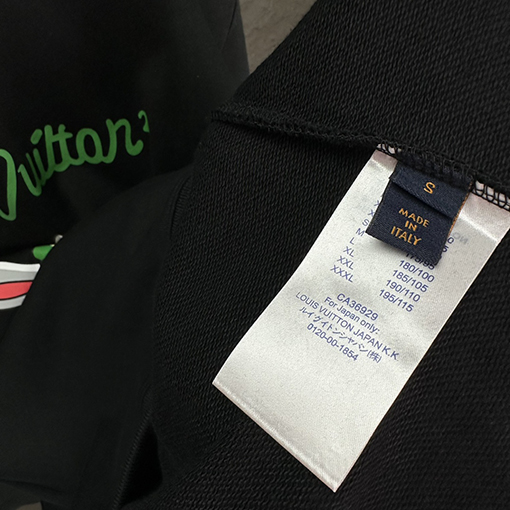 Vuitton
S
MADE
IN
ITALY
M
L
XL 180/100
XXL 185/105
XXXL 190/110
195/115
CA36929
For Japan only:
LOUIS VUITTON JAPAN K.K
ルイヴィトンジャパン(株)
0120-00-1854